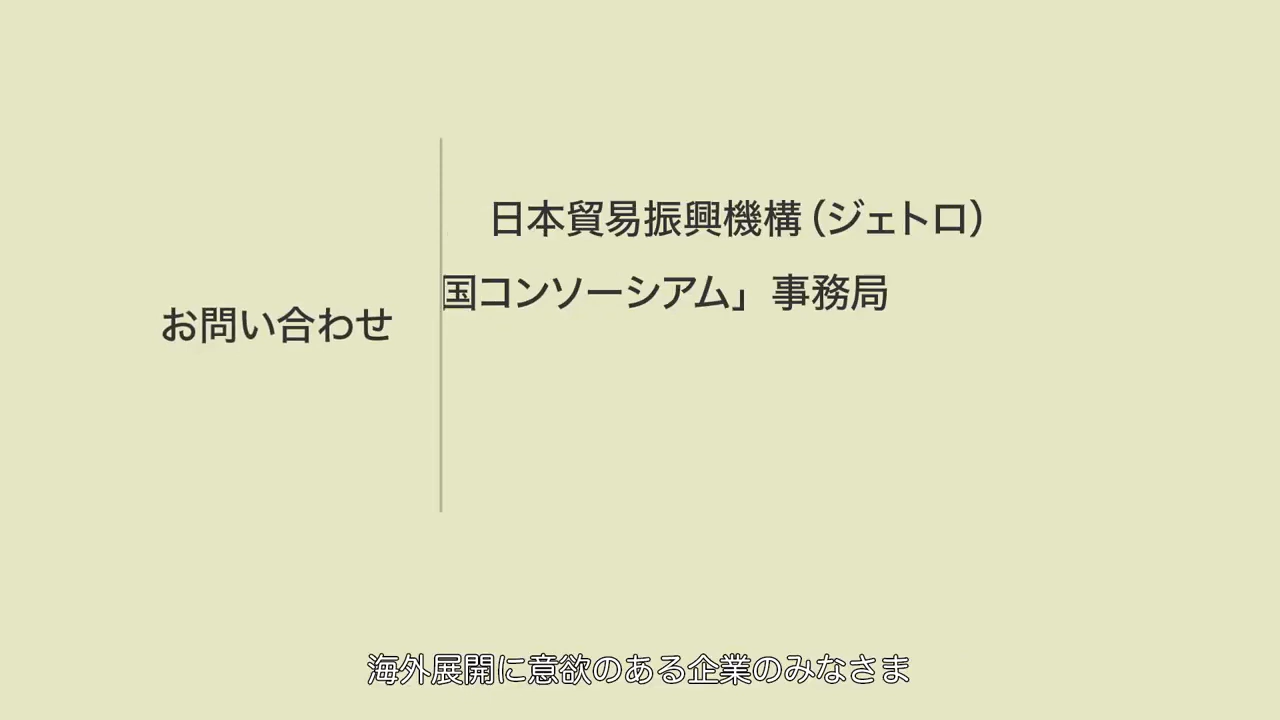 お問い合わせ
日本貿易振興機構(ジェトロ)
国コンソーシアム」事務局
海外展開に意欲のある企業のみなさま